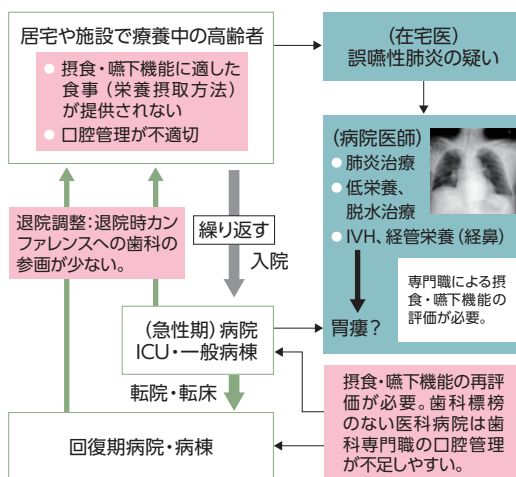 居宅や施設で療養中の高齢者
● 摂食・嚥下機能に適した
食事（栄養摂取方法）
が提供されない
● 口腔管理が不適切
（在宅医）
誤嚥性肺炎の疑い
（病院医師）
● 肺炎治療
● 低栄養、
脱水治療
● IVH、経管栄養（経鼻）
専門職による摂
食・嚥下機能の
評価が必要。
胃瘻？
退院調整：退院時カン
ファレンスへの歯科の
参画が少ない。
繰り返す
入院
（急性期）病院
ICU・一般病棟
転院・転床
回復期病院・病棟
摂食・嚥下機能の再評
価が必要。歯科標榜
のない医科病院は歯
科専門職の口腔管理
が不足しやすい。